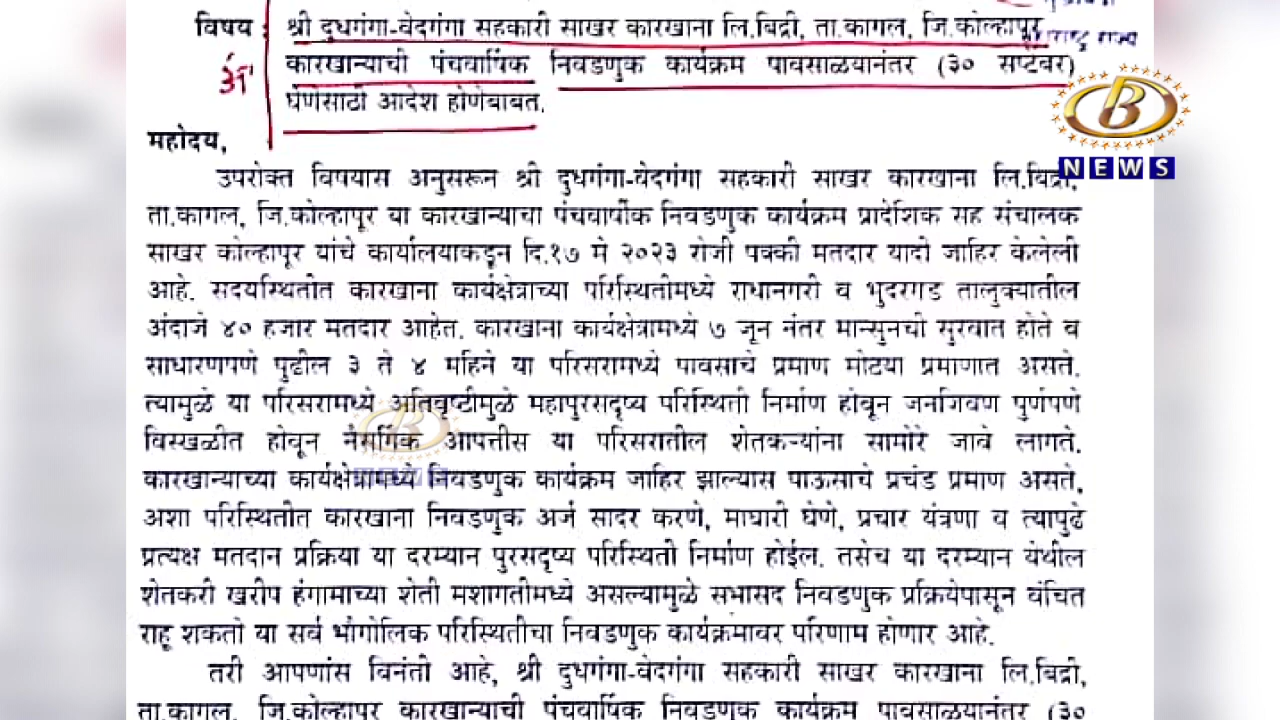 विषय : श्री दुधगंगा-वेदगंगा सहकारी साखर कारखाना लि.बिद्री, ता.कागल, जि.कोल्हापूर
कारखान्याची पंचवार्षिक निवडणुक कार्यक्रम पावसाळयानंतर (३० सप्टेंबर)
घेणेसाठी आदेश होणेबाबत.
महोदय,
उपरोक्त विषयास अनुसरून श्री दुधगंगा-वेदगंगा सहकारी साखर कारखाना लि.बिद्री,
ता.कागल, जि.कोल्हापूर या कारखान्याचा पंचवार्षीक निवडणुक कार्यक्रम प्रादेशिक सह संचालक
साखर कोल्हापूर यांचे कार्यालयाकडून दि.१७ मे २०२३ रोजी पक्की मतदार यादी जाहिर केलेली
आहे. सदयस्थितीत कारखाना कार्यक्षेत्राच्या परिस्थितीमध्ये राधानगरी व भुदरगड तालुक्यातील
अंदाजे ४० हजार मतदार आहेत. कारखाना कार्यक्षेत्रामध्ये ७ जून नंतर मान्सुनची सुरवात होते व
साधारणपणे पुढील ३ ते ४ महिने या परिसरामध्ये पावसाचे प्रमाण मोटया प्रमाणात असते.
त्यामुळे या परिसरामध्ये अतिवृष्टीमुळे महापुरसदृष्य परिस्थिती निर्माण होवून जनजिवण पुर्णपणे
विस्खळीत होवून नैसर्गिक आपत्तीस या परिसरातील शेतकऱ्यांना सामोरे जावे लागते.
कारखान्याच्या कार्यक्षेत्रामध्ये निवडणुक कार्यक्रम जाहिर झाल्यास पाऊसाचे प्रचंड प्रमाण असते,
अशा परिस्थितीत कारखाना निवडणुक अर्ज सादर करणे, माघारी घेणे, प्रचार यंत्रणा व त्यापुढे
प्रत्यक्ष मतदान प्रक्रिया या दरम्यान पुरसदृष्य परिस्थिती निर्माण होईल. तसेच या दरम्यान येथील
शेतकरी खरीप हंगामाच्या शेती मशागतीमध्ये असल्यामुळे सभासद निवडणुक प्रक्रियेपासून वंचित
राहू शकतो या सर्व भौगोलिक परिस्थितीचा निवडणुक कार्यक्रमावर परिणाम होणार आहे.
तरी आपणांस विनंती आहे, श्री दुधगंगा-वेदगंगा सहकारी साखर कारखाना लि.बिद्री,
ता.कागल, जि.कोल्हापूर कारखान्याची पंचवार्षिक निवडणुक कार्यक्रम पावसाळयानंतर (३०
B
NEWS